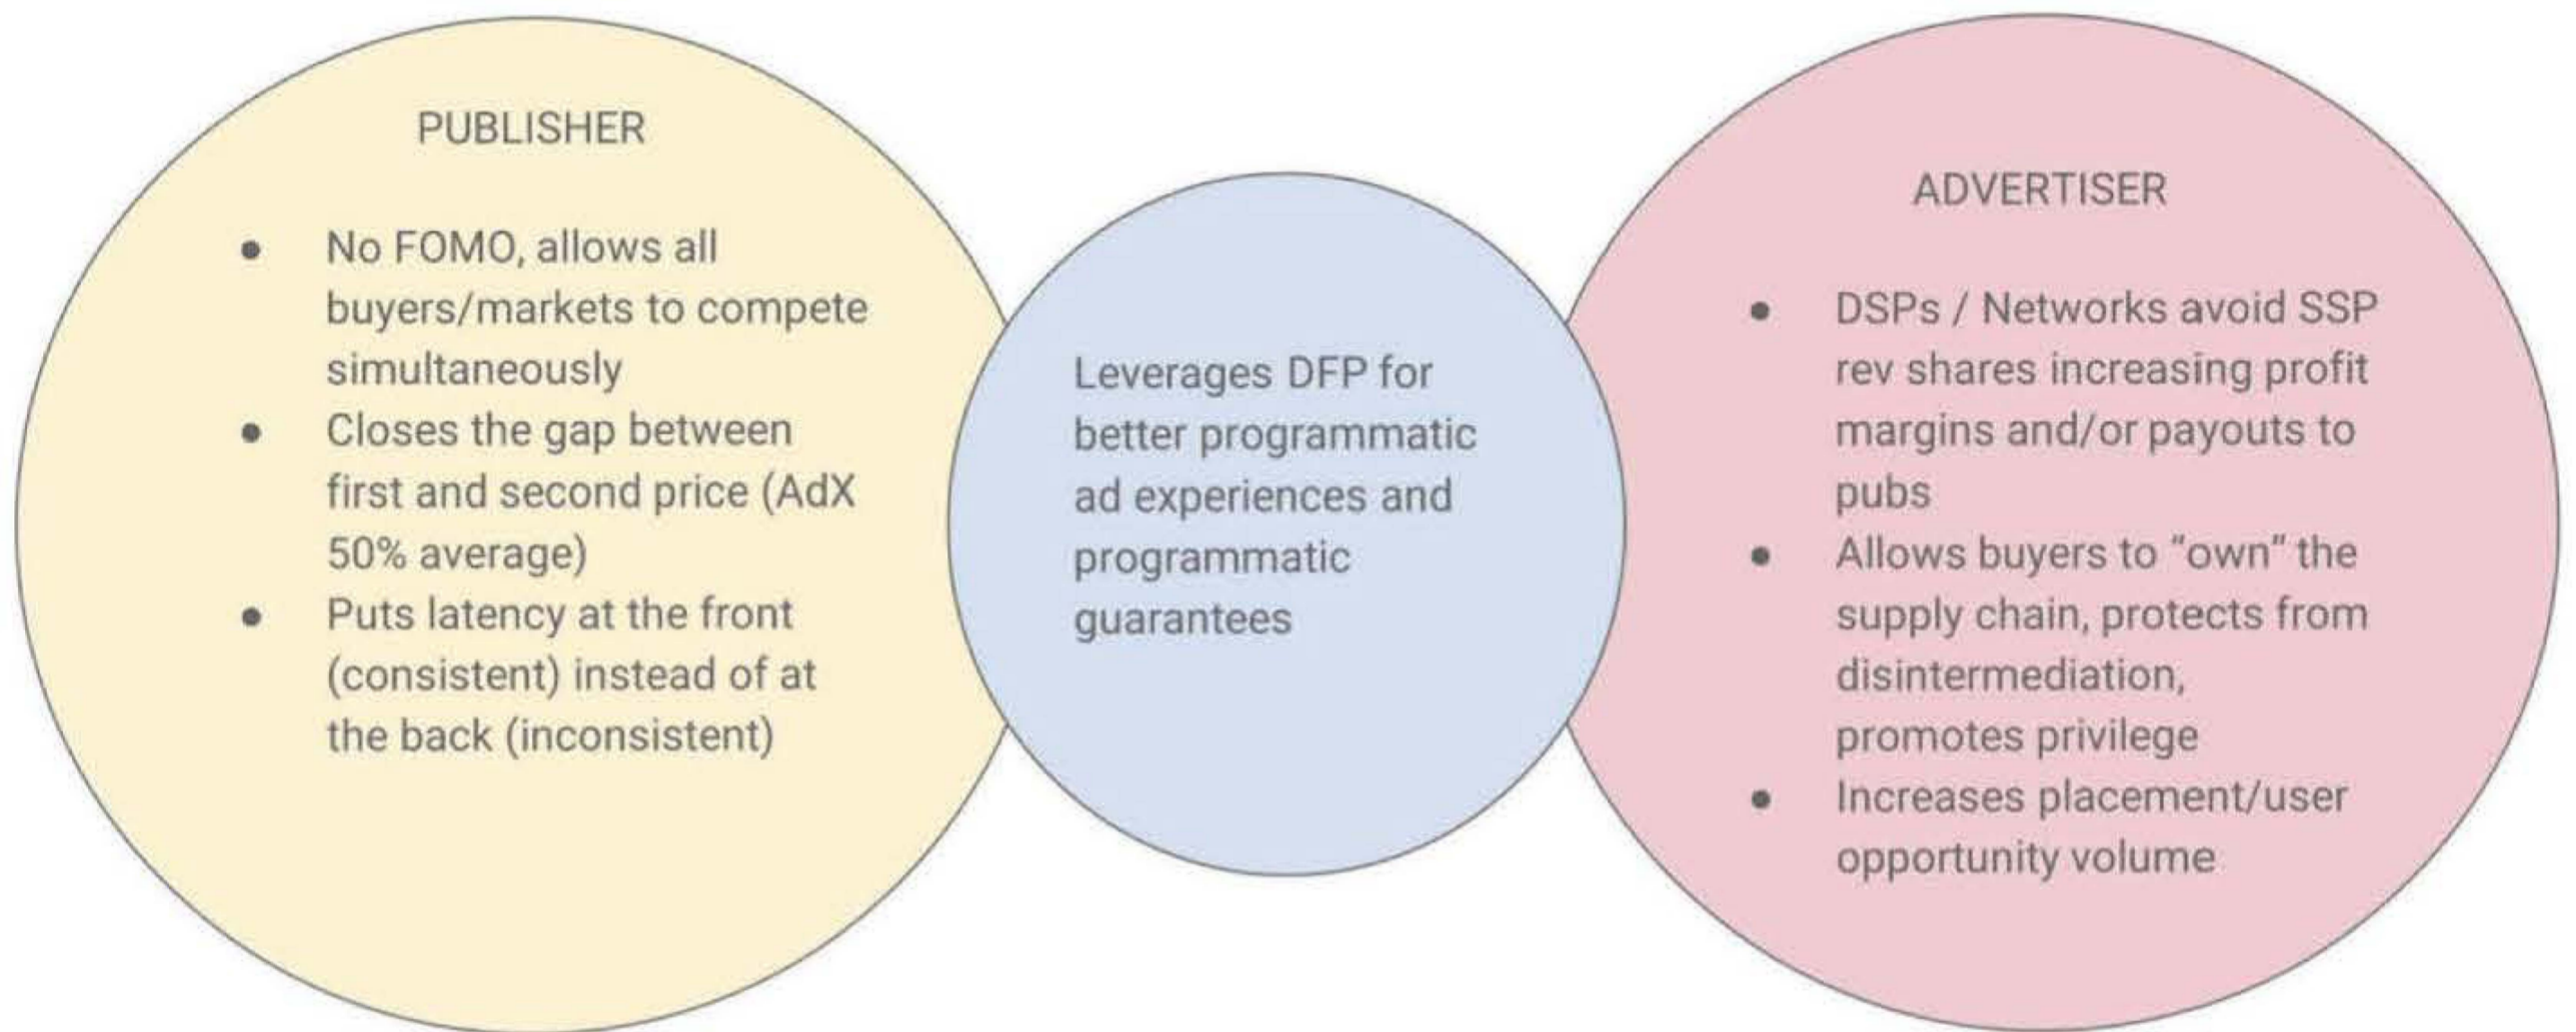 PUBLISHER
• No FOMO, allows all
buyers/markets to compete
simultaneously
• Closes the gap between
first and second price (AdX
50% average)
• Puts latency at the front
(consistent) instead of at
the back (inconsistent)
Leverages DFP for
better programmatic
ad experiences and
programmatic
guarantees
ADVERTISER
• DSPs / Networks avoid SSP
rev shares increasing profit
margins and/or payouts to
pubs
• Allows buyers to “own” the
supply chain, protects from
disintermediation,
promotes privilege
• Increases placement/user
opportunity volume